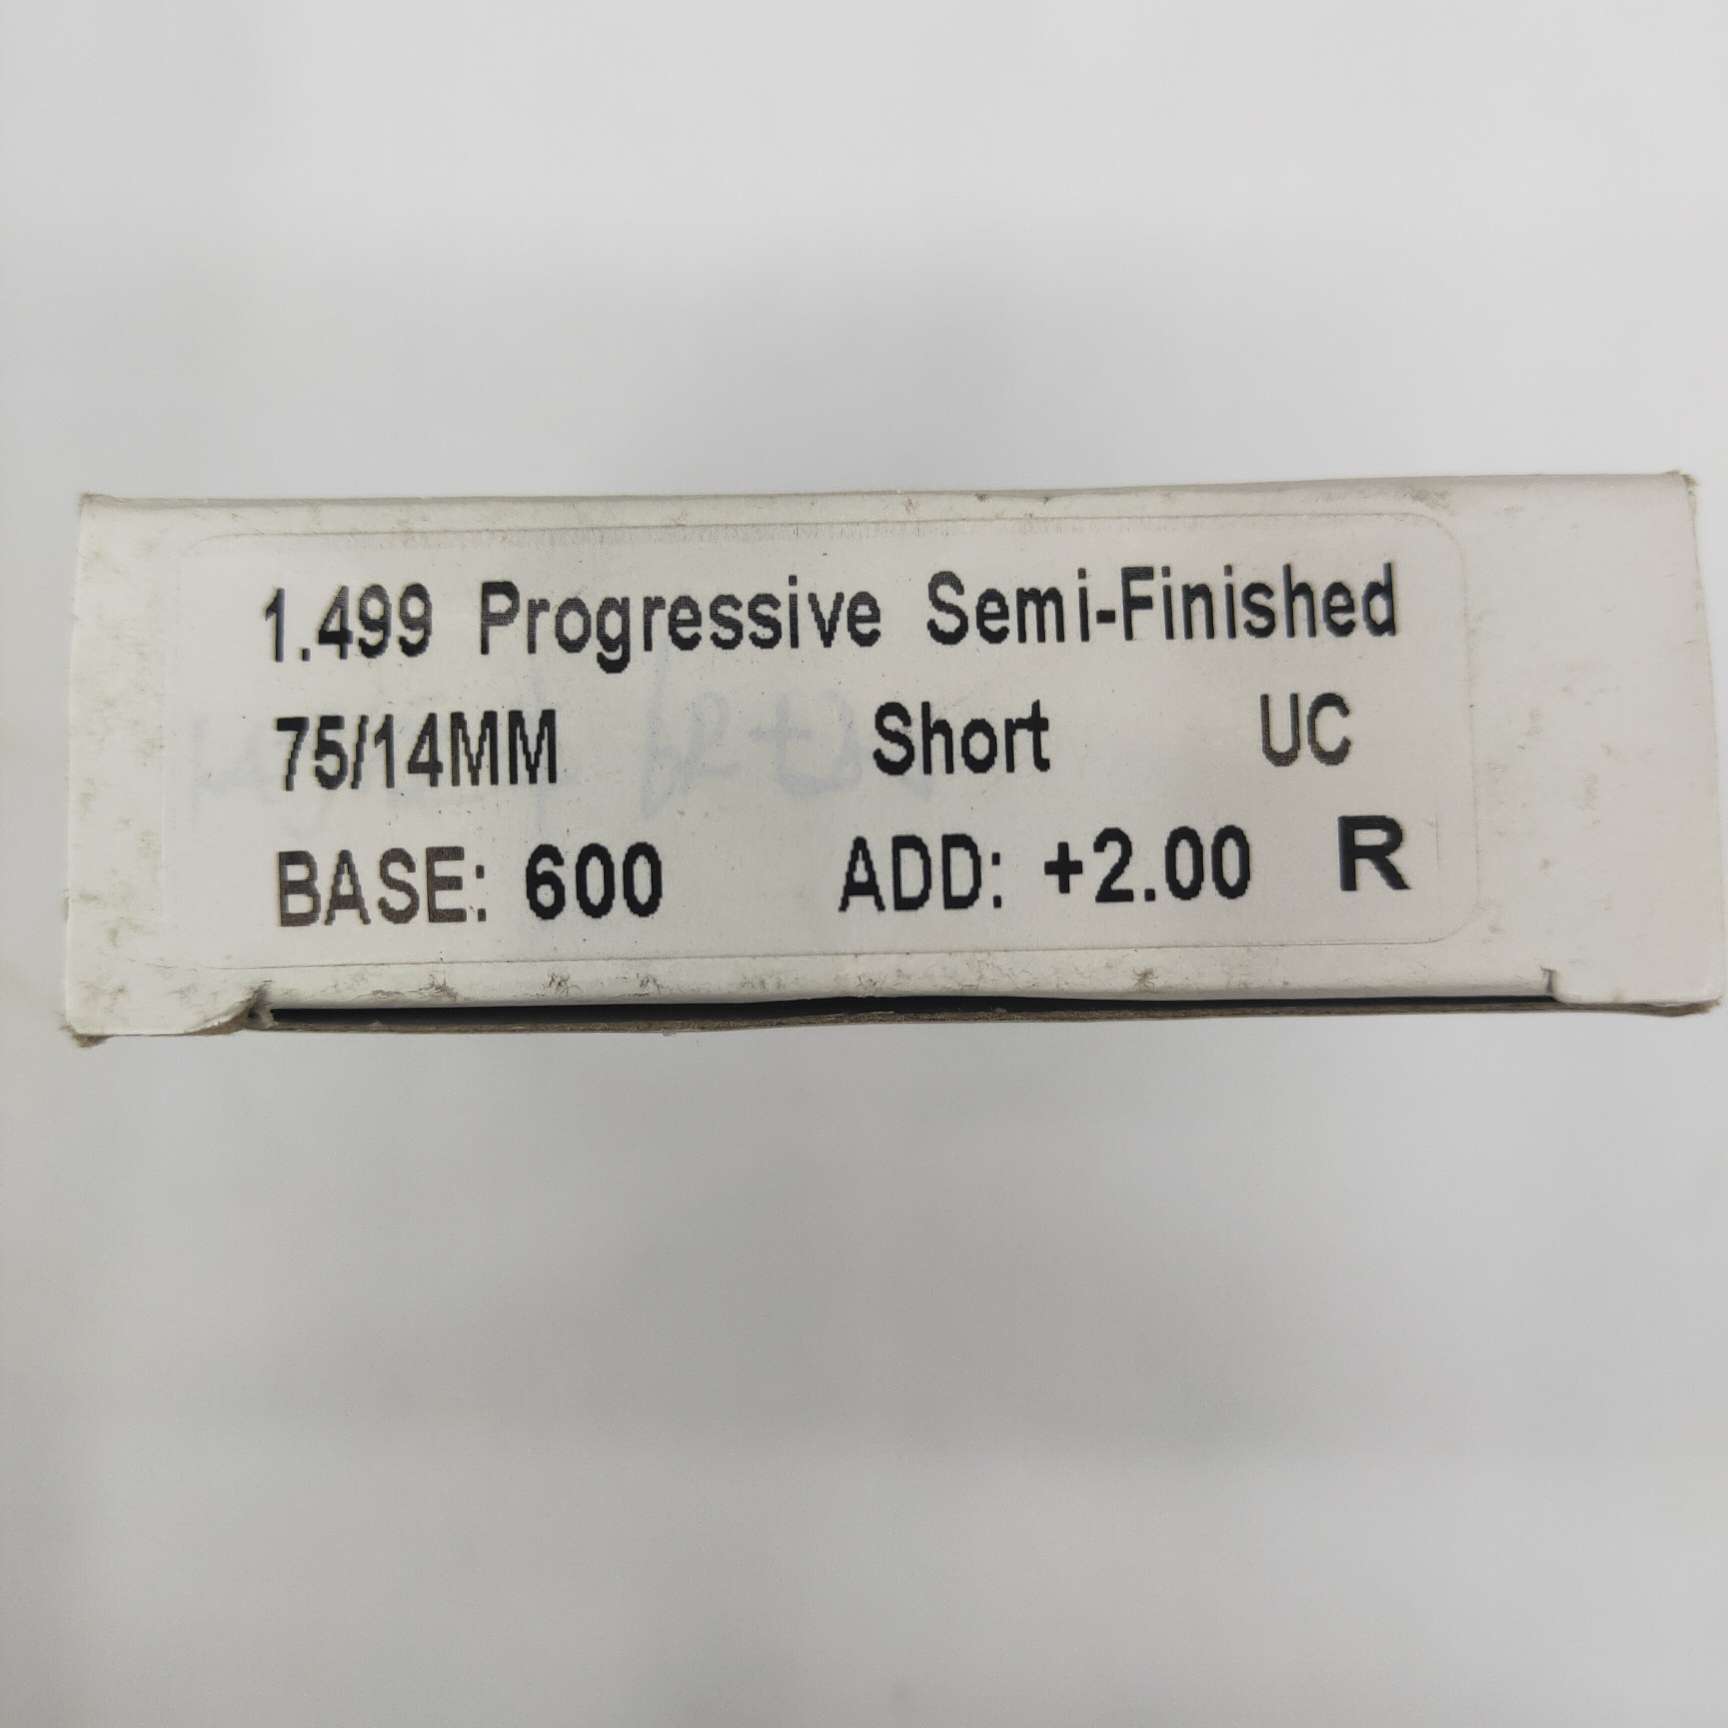 1.499 Progressive Semi-Finished
75/14MM Short UC
BASE: 600 ADD: +2.00 R